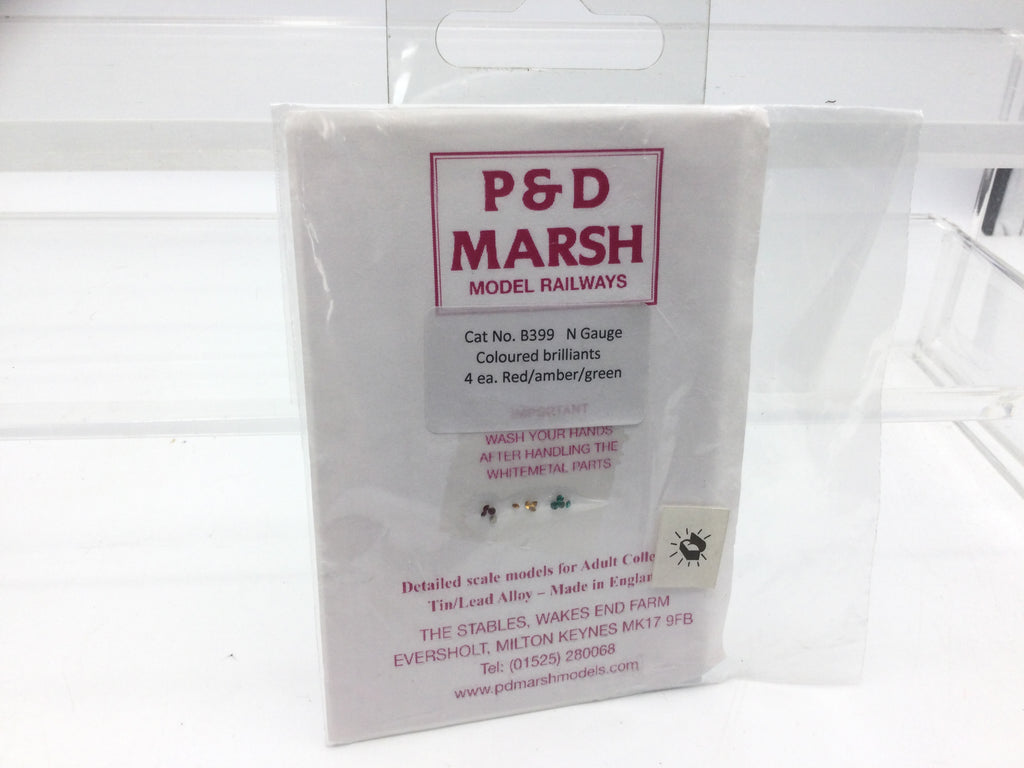 P&D
MARSH
MODEL RAILWAYS
Cat No. B399 N Gauge
Coloured brilliants
4 ea. Red/amber/green
IMPORTANT
WASH YOUR HANDS
AFTER HANDLING THE
WHITEMETAL PARTS
Detailed scale models for Adult Colle
Tin/Lead Alloy – Made in Englan
THE STABLES, WAKES END FARM
EVERSHOLT, MILTON KEYNES MK17 9FB
Tel: (01525) 280068
www.pdmarshmodels.com